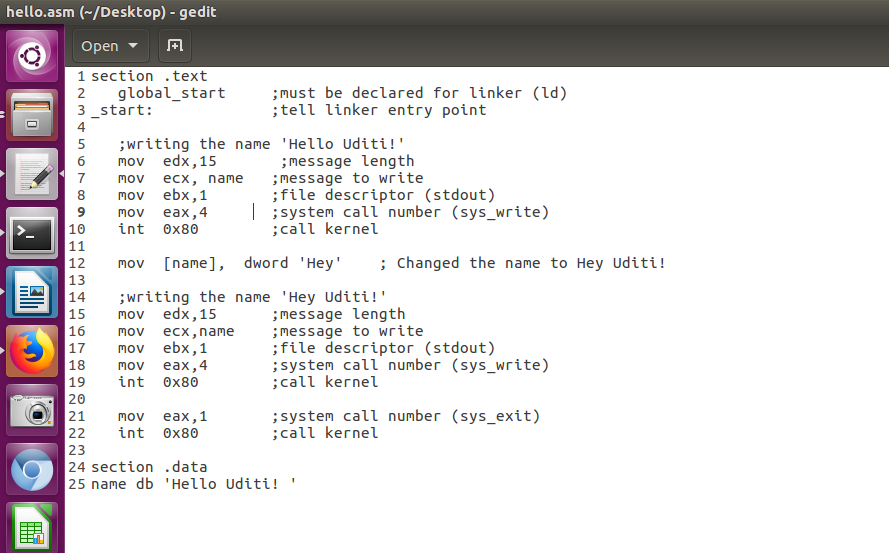 hello.asm (~/Desktop) - gedit
Open
1 section .text
2    global_start     ;must be declared for linker (ld)
3 _start:             ;tell linker entry point
4
5    ;writing the name 'Hello Uditi!'
6    mov  edx,15       ;message length
7    mov  ecx, name   ;message to write
8    mov  ebx,1       ;file descriptor (stdout)
9    mov  eax,4       ;system call number (sys_write)
10    int  0x80        ;call kernel
11
12    mov  [name],  dword 'Hey'    ; Changed the name to Hey Uditi!
13
14    ;writing the name 'Hey Uditi!'
15    mov  edx,15      ;message length
16    mov  ecx,name    ;message to write
17    mov  ebx,1       ;file descriptor (stdout)
18    mov  eax,4       ;system call number (sys_write)
19    int  0x80        ;call kernel
20
21    mov  eax,1       ;system call number (sys_exit)
22    int  0x80        ;call kernel
23
24 section .data
25 name db 'Hello Uditi! '